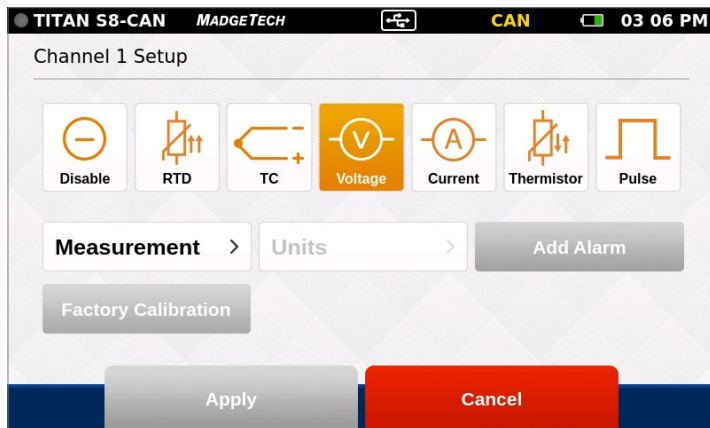 TITAN S8-CAN MADGETECH CAN 03 06 PM
Channel 1 Setup
V A
Disable RTD TC Voltage Current Thermistor Pulse
Measurement > Units > Add Alarm
Factory Calibration
Apply Cancel